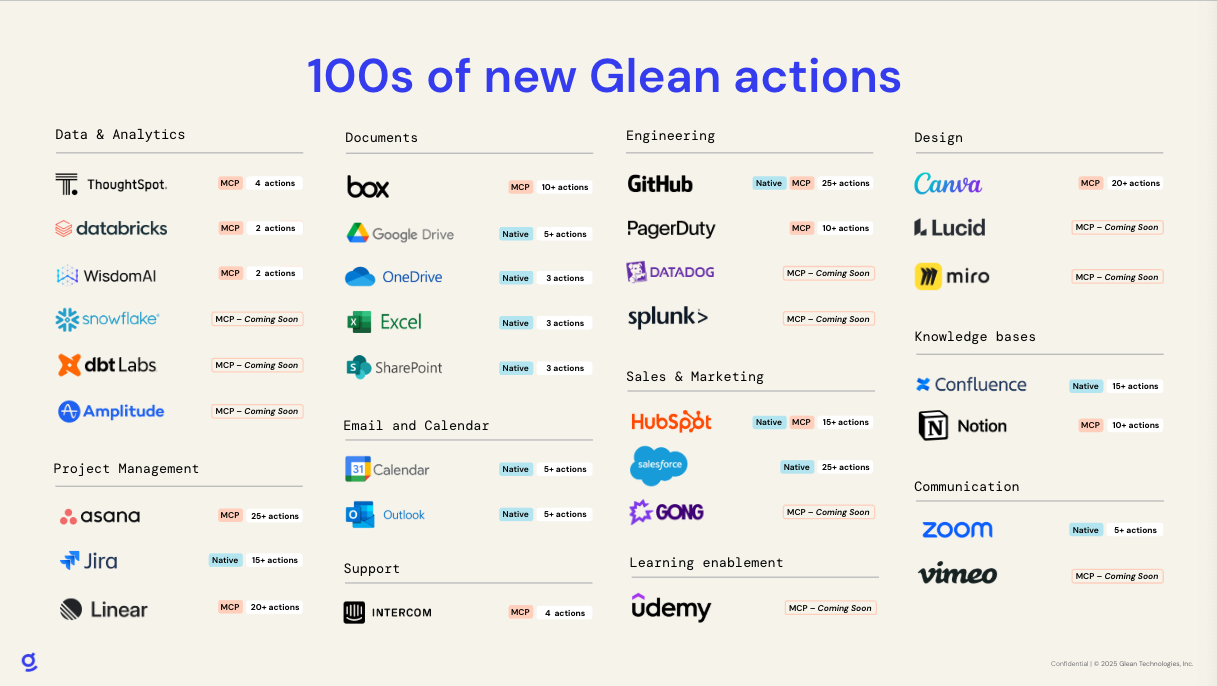 100s of new Glean actions
Data & Analytics
ThoughtSpot. MCP 4 actions
databricks MCP 2 actions
WisdomAI MCP 2 actions
snowflake® MCP – Coming Soon
dbt Labs MCP – Coming Soon
Amplitude MCP – Coming Soon
Project Management
asana MCP 25+ actions
Jira Native 15+ actions
Linear MCP 20+ actions
Documents
box MCP 10+ actions
Google Drive Native 5+ actions
OneDrive Native 3 actions
Excel Native 3 actions
SharePoint Native 3 actions
Email and Calendar
31 Calendar Native 5+ actions
Outlook Native 5+ actions
Support
INTERCOM MCP 4 actions
Engineering
GitHub Native MCP 25+ actions
PagerDuty MCP 10+ actions
DATADOG MCP – Coming Soon
splunk> MCP – Coming Soon
Sales & Marketing
HubSpot Native MCP 15+ actions
salesforce Native 25+ actions
GONG MCP – Coming Soon
Learning enablement
udemy MCP – Coming Soon
Design
Canva MCP 20+ actions
Lucid MCP – Coming Soon
miro MCP – Coming Soon
Knowledge bases
Confluence Native 15+ actions
Notion MCP 10+ actions
Communication
zoom Native 5+ actions
vimeo MCP – Coming Soon
Confidential | © 2025 Glean Technologies, Inc.